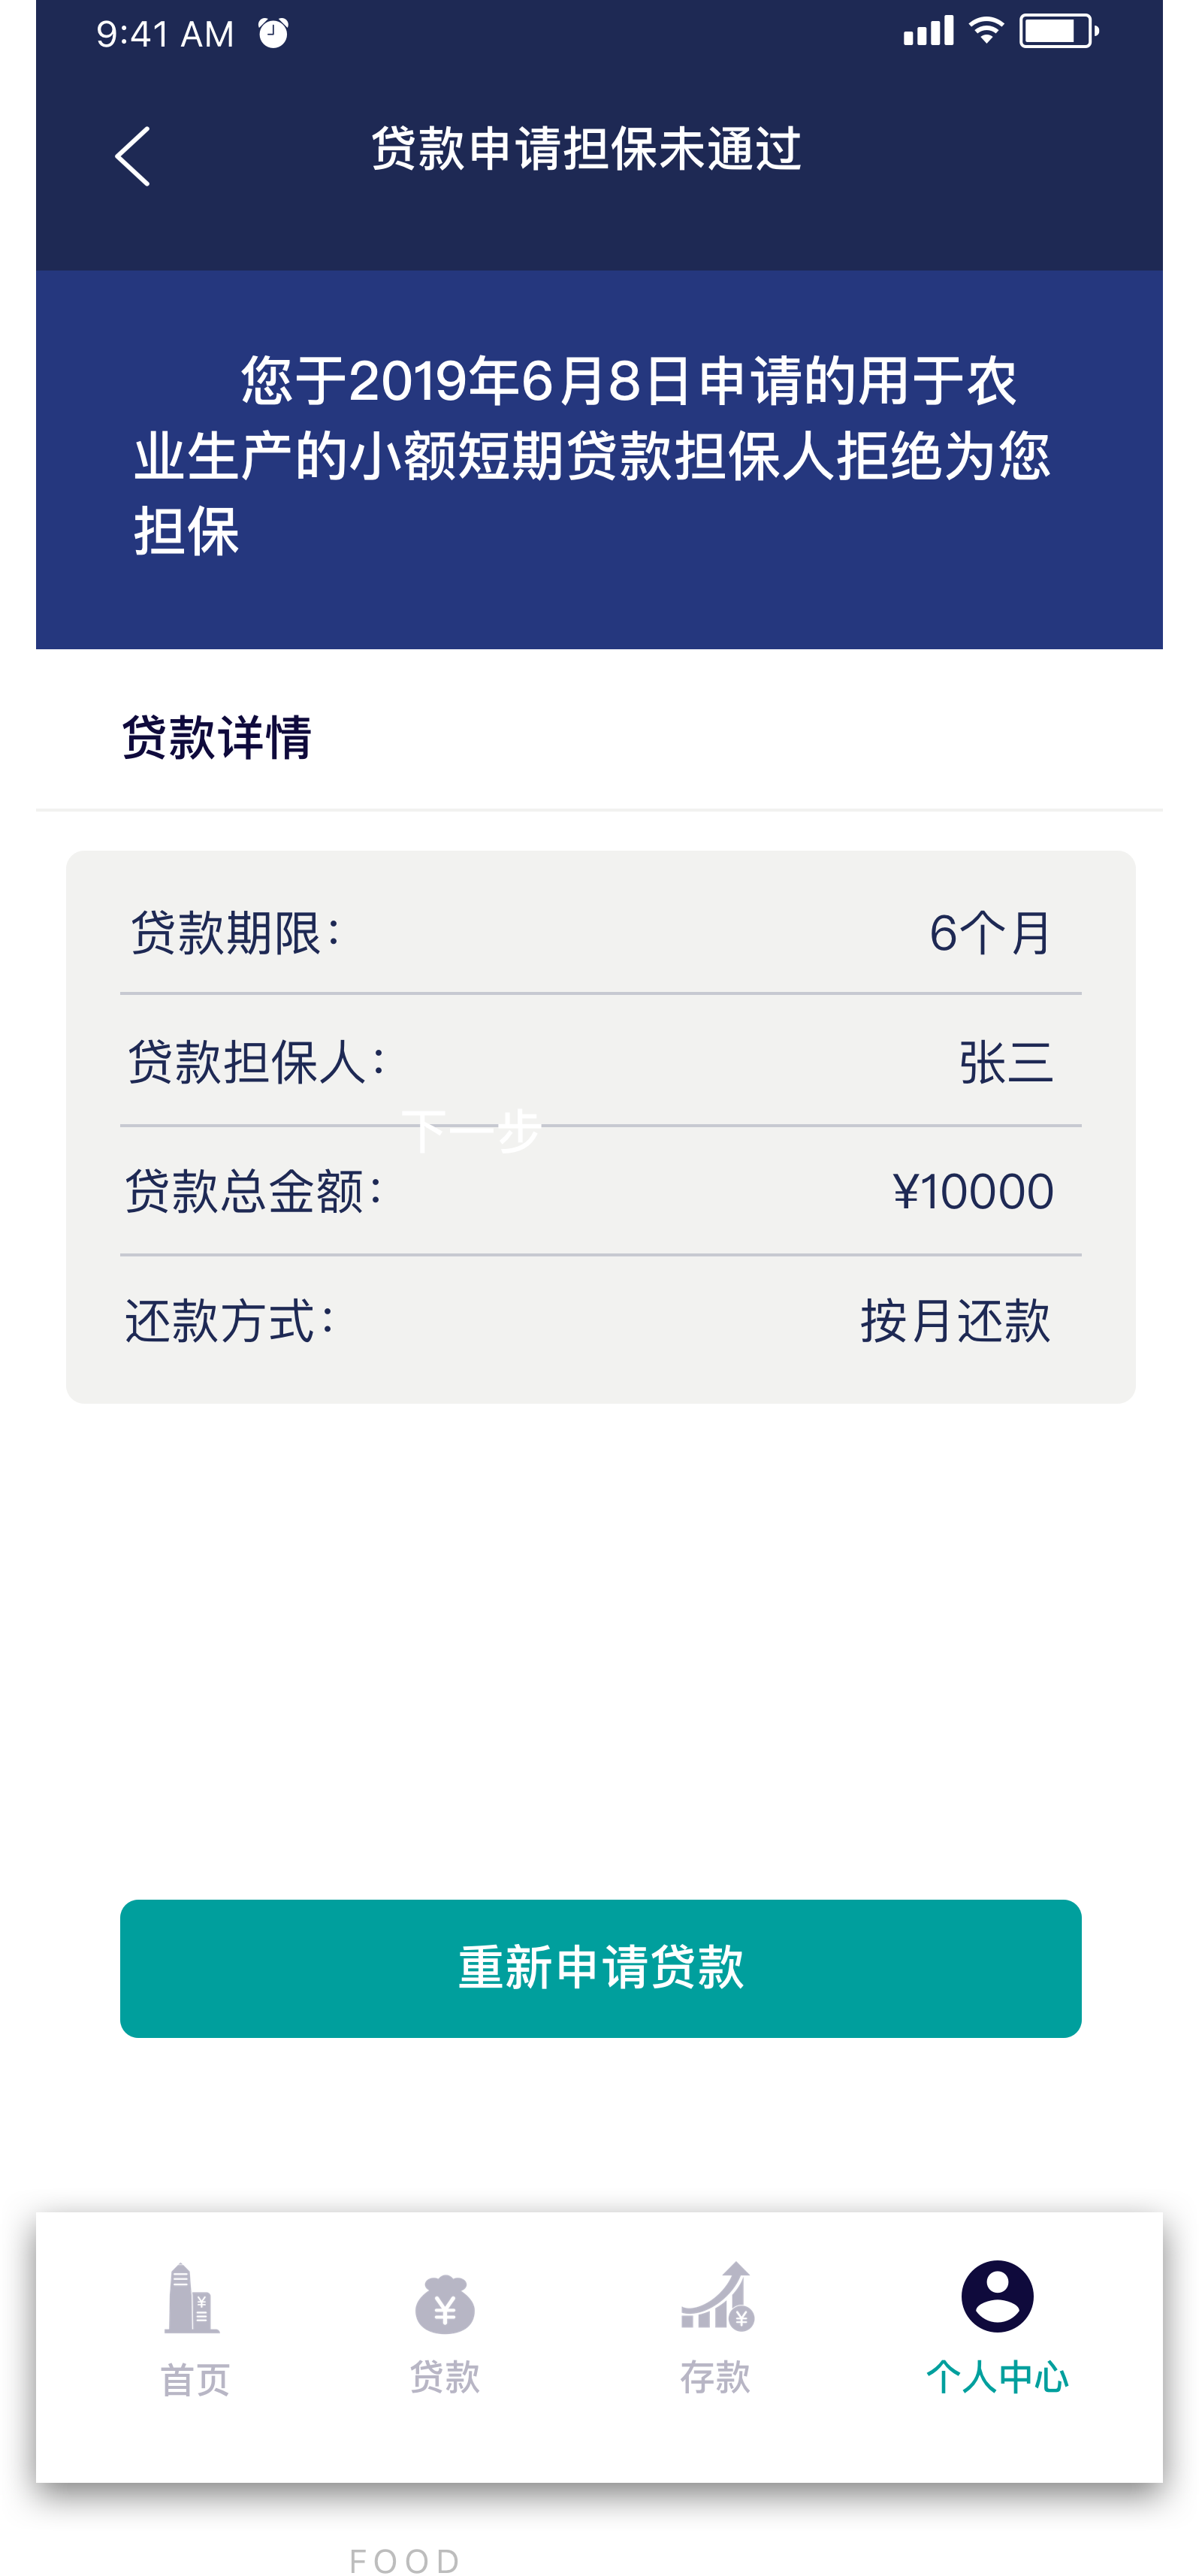 9:41 AM
贷款申请担保未通过
您于2019年6月8日申请的用于农
业生产的小额短期贷款担保人拒绝为您
担保
贷款详情
贷款期限： 6个月
贷款担保人： 张三
下一步
贷款总金额： ¥10000
还款方式： 按月还款
重新申请贷款
首页 贷款 存款 个人中心
FOOD